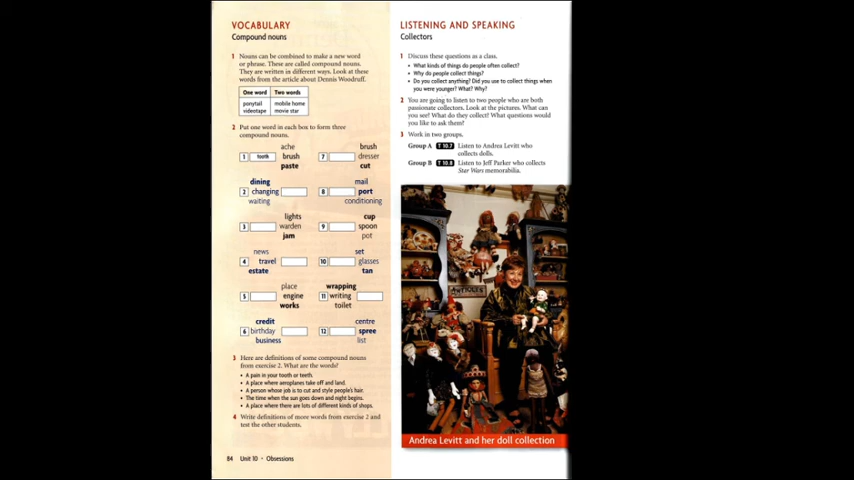 VOCABULARY
Compound nouns
1 Nouns can be combined to make a new word
or phrase. These are called compound nouns.
They are written in different ways. Look at these
words from the article about Dennis Woodruff.
One word Two words
ponytail mobile home
videotape movie star
2 Put one word in each box to form three
compound nouns.
ache
1 tooth brush
paste
dining
2 changing
waiting
lights
3 warden
jam
news
4 travel
estate
place
5 engine
works
credit
6 birthday
business
brush
7 dresser
cut
mail
8 port
conditioning
cup
9 spoon
pot
set
10 glasses
tan
wrapping
11 writing
toilet
centre
12 spree
list
3 Here are definitions of some compound nouns
from exercise 2. What are the words?
• A pain in your tooth or teeth.
• A place where aeroplanes take off and land.
• A person whose job is to cut and style people's hair.
• The time when the sun goes down and night begins.
• A place where there are lots of different kinds of shops.
4 Write definitions of more words from exercise 2 and
test the other students.
84 Unit 10 • Obsessions
LISTENING AND SPEAKING
Collectors
1 Discuss these questions as a class.
• What kinds of things do people often collect?
• Why do people collect things?
• Do you collect anything? Did you use to collect things when
you were younger? What? Why?
2 You are going to listen to two people who are both
passionate collectors. Look at the pictures. What can
you see? What do they collect? What questions would
you like to ask them?
3 Work in two groups.
Group A T 10.7 Listen to Andrea Levitt who
collects dolls.
Group B T 10.8 Listen to Jeff Parker who collects
Star Wars memorabilia.
ANTIQUES
Andrea Levitt and her doll collection